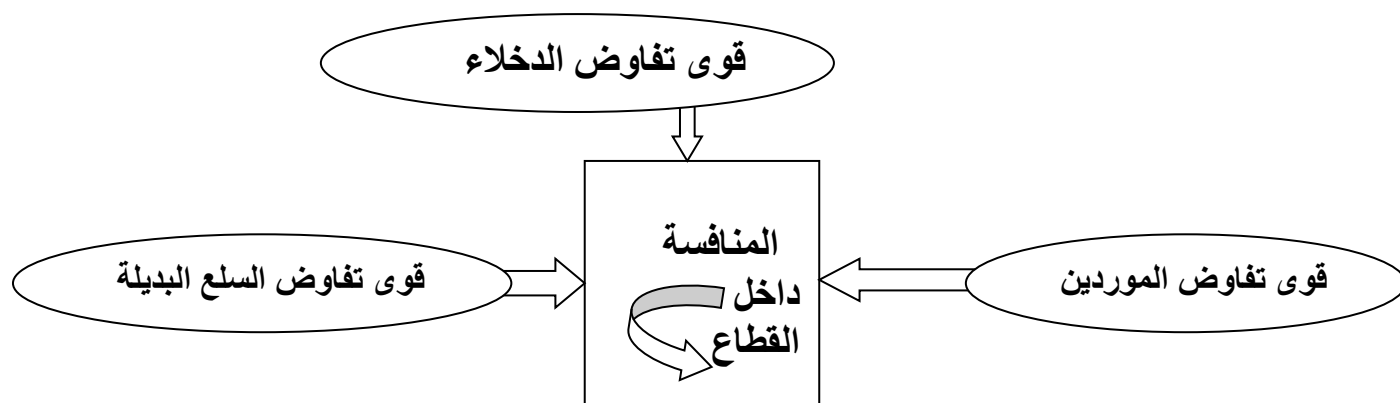 قوى تفاوض الدخلاء
المنافسة
داخل
القطاع
قوى تفاوض الموردين
قوى تفاوض السلع البديلة